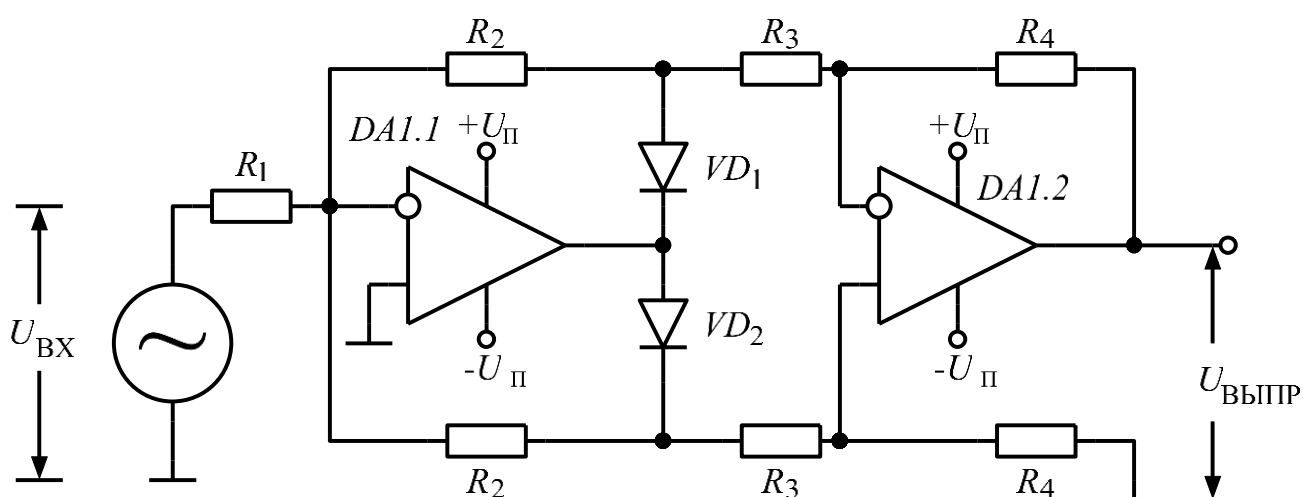 R2
R3
R4
DA1.1
+UП
+UП
R1
VD1
DA1.2
UВХ
VD2
-U П
-U П
UВЫПР
R2
R3
R4